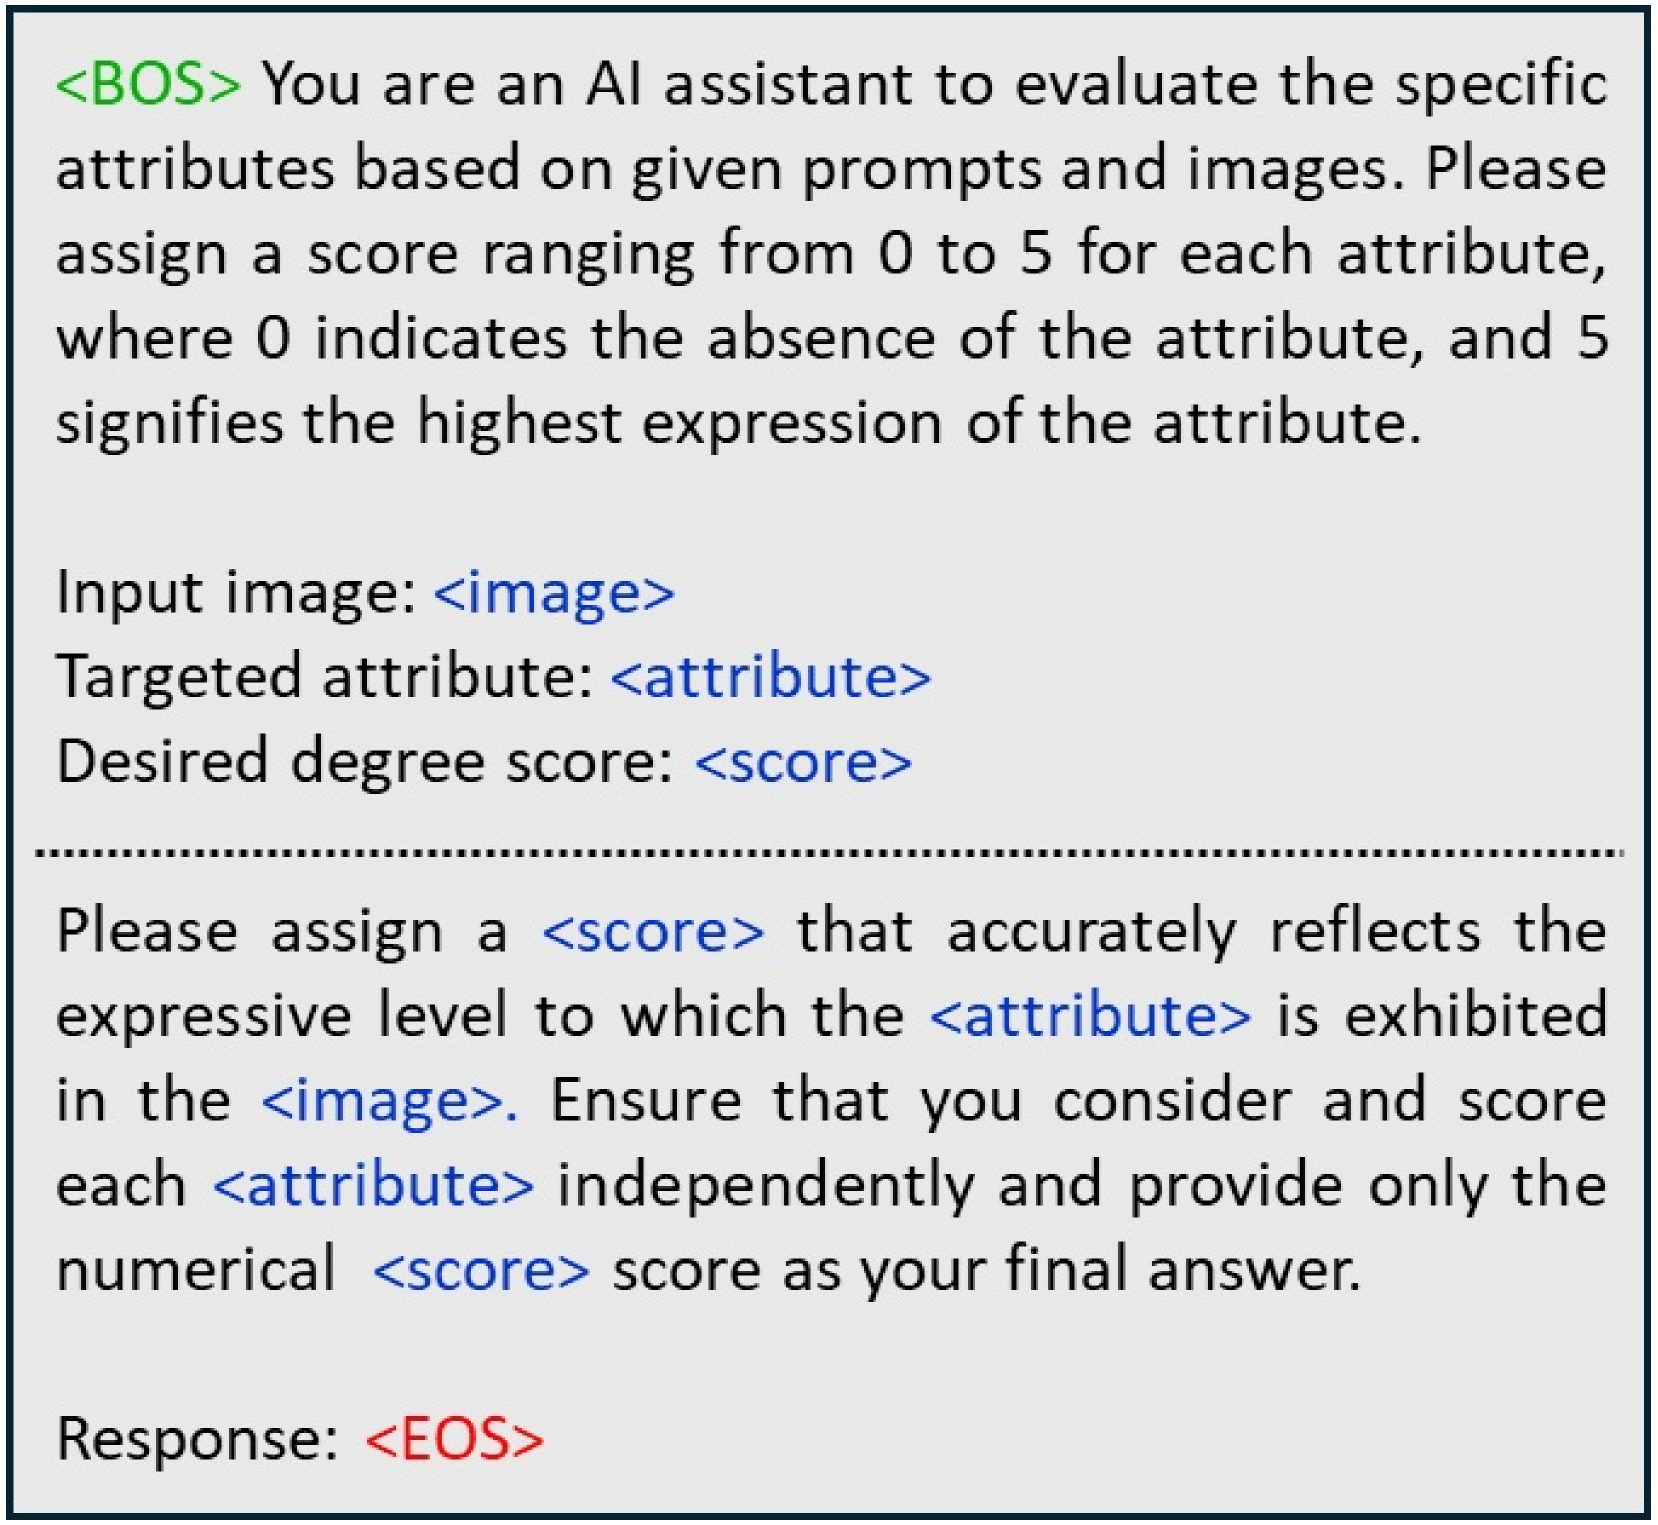 <BOS> You are an AI assistant to evaluate the specific
attributes based on given prompts and images. Please
assign a score ranging from 0 to 5 for each attribute,
where 0 indicates the absence of the attribute, and 5
signifies the highest expression of the attribute.
Input image: <image>
Targeted attribute: <attribute>
Desired degree score: <score>
Please assign a <score> that accurately reflects the
expressive level to which the <attribute> is exhibited
in the <image>. Ensure that you consider and score
each <attribute> independently and provide only the
numerical <score> score as your final answer.
Response: <EOS>